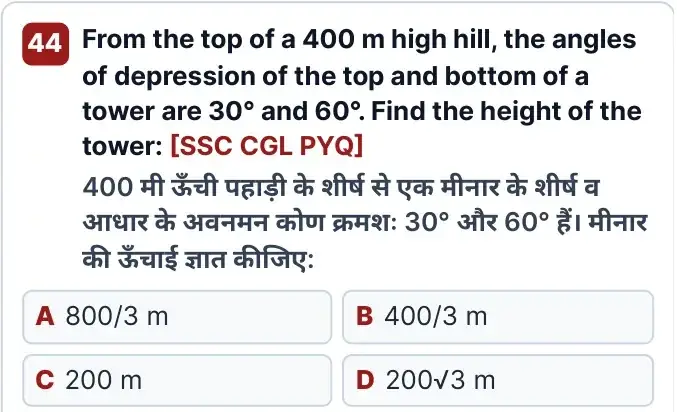 44 From the top of a 400 m high hill, the angles
of depression of the top and bottom of a
tower are 30° and 60°. Find the height of the
tower: [SSC CGL PYQ]
400 मी ऊँची पहाड़ी के शीर्ष से एक मीनार के शीर्ष व
आधार के अवनमन कोण क्रमशः 30° और 60° हैं। मीनार
की ऊँचाई ज्ञात कीजिए:
A 800/3 m B 400/3 m
C 200 m D 200√3 m